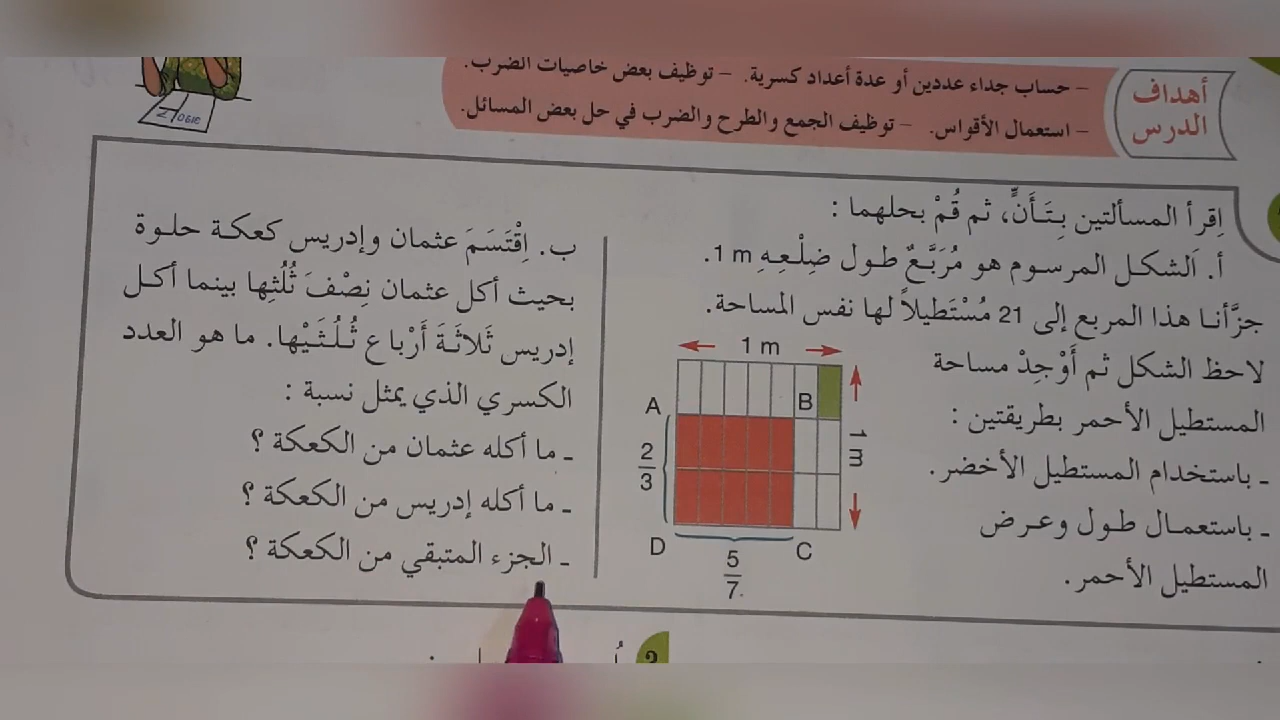 أهداف الدرس
– حساب جداء عددين أو عدة أعداد كسرية. – توظيف بعض خاصيات الضرب.
– استعمال الأقواس. – توظيف الجمع والطرح والضرب في حل بعض المسائل.
اِقرأ المسألتين بِتَأَنٍّ، ثم قُمْ بحلهما :
أ. اَلشكل المرسوم هو مُرَبَّعٌ طول ضِلْعِهِ 1 m.
جزَّأنا هذا المربع إلى 21 مُسْتَطيلاً لها نفس المساحة.
لاحظ الشكل ثم أَوْجِدْ مساحة
المستطيل الأحمر بطريقتين :
ـ باستخدام المستطيل الأخضر.
ـ باستعمال طول وعرض
المستطيل الأحمر.
1 m
A
B
1 m
2
3
D
C
5
7
ب. اِقْتَسَمَ عثمان وإدريس كعكة حلوة
بحيث أكل عثمان نِصْفَ ثُلُثِها بينما أكل
إدريس ثَلاثَةَ أَرْباع ثُلُثَيْها. ما هو العدد
الكسري الذي يمثل نسبة :
ـ ما أكله عثمان من الكعكة ؟
ـ ما أكله إدريس من الكعكة ؟
ـ الجزء المتبقي من الكعكة ؟